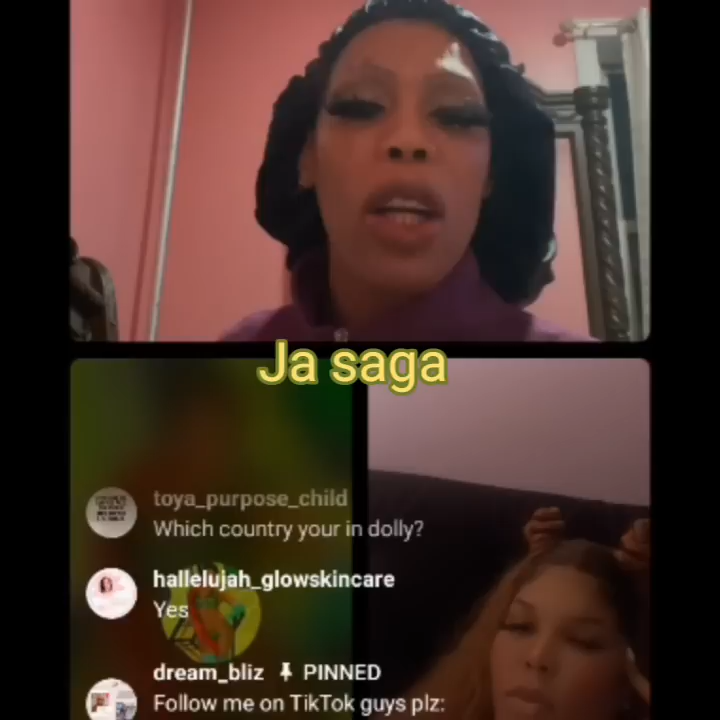 Ja saga
toya_purpose_child
Which country your in dolly?
hallelujah_glowskincare
Yes
dream_bliz PINNED
Follow me on TikTok guys plz: